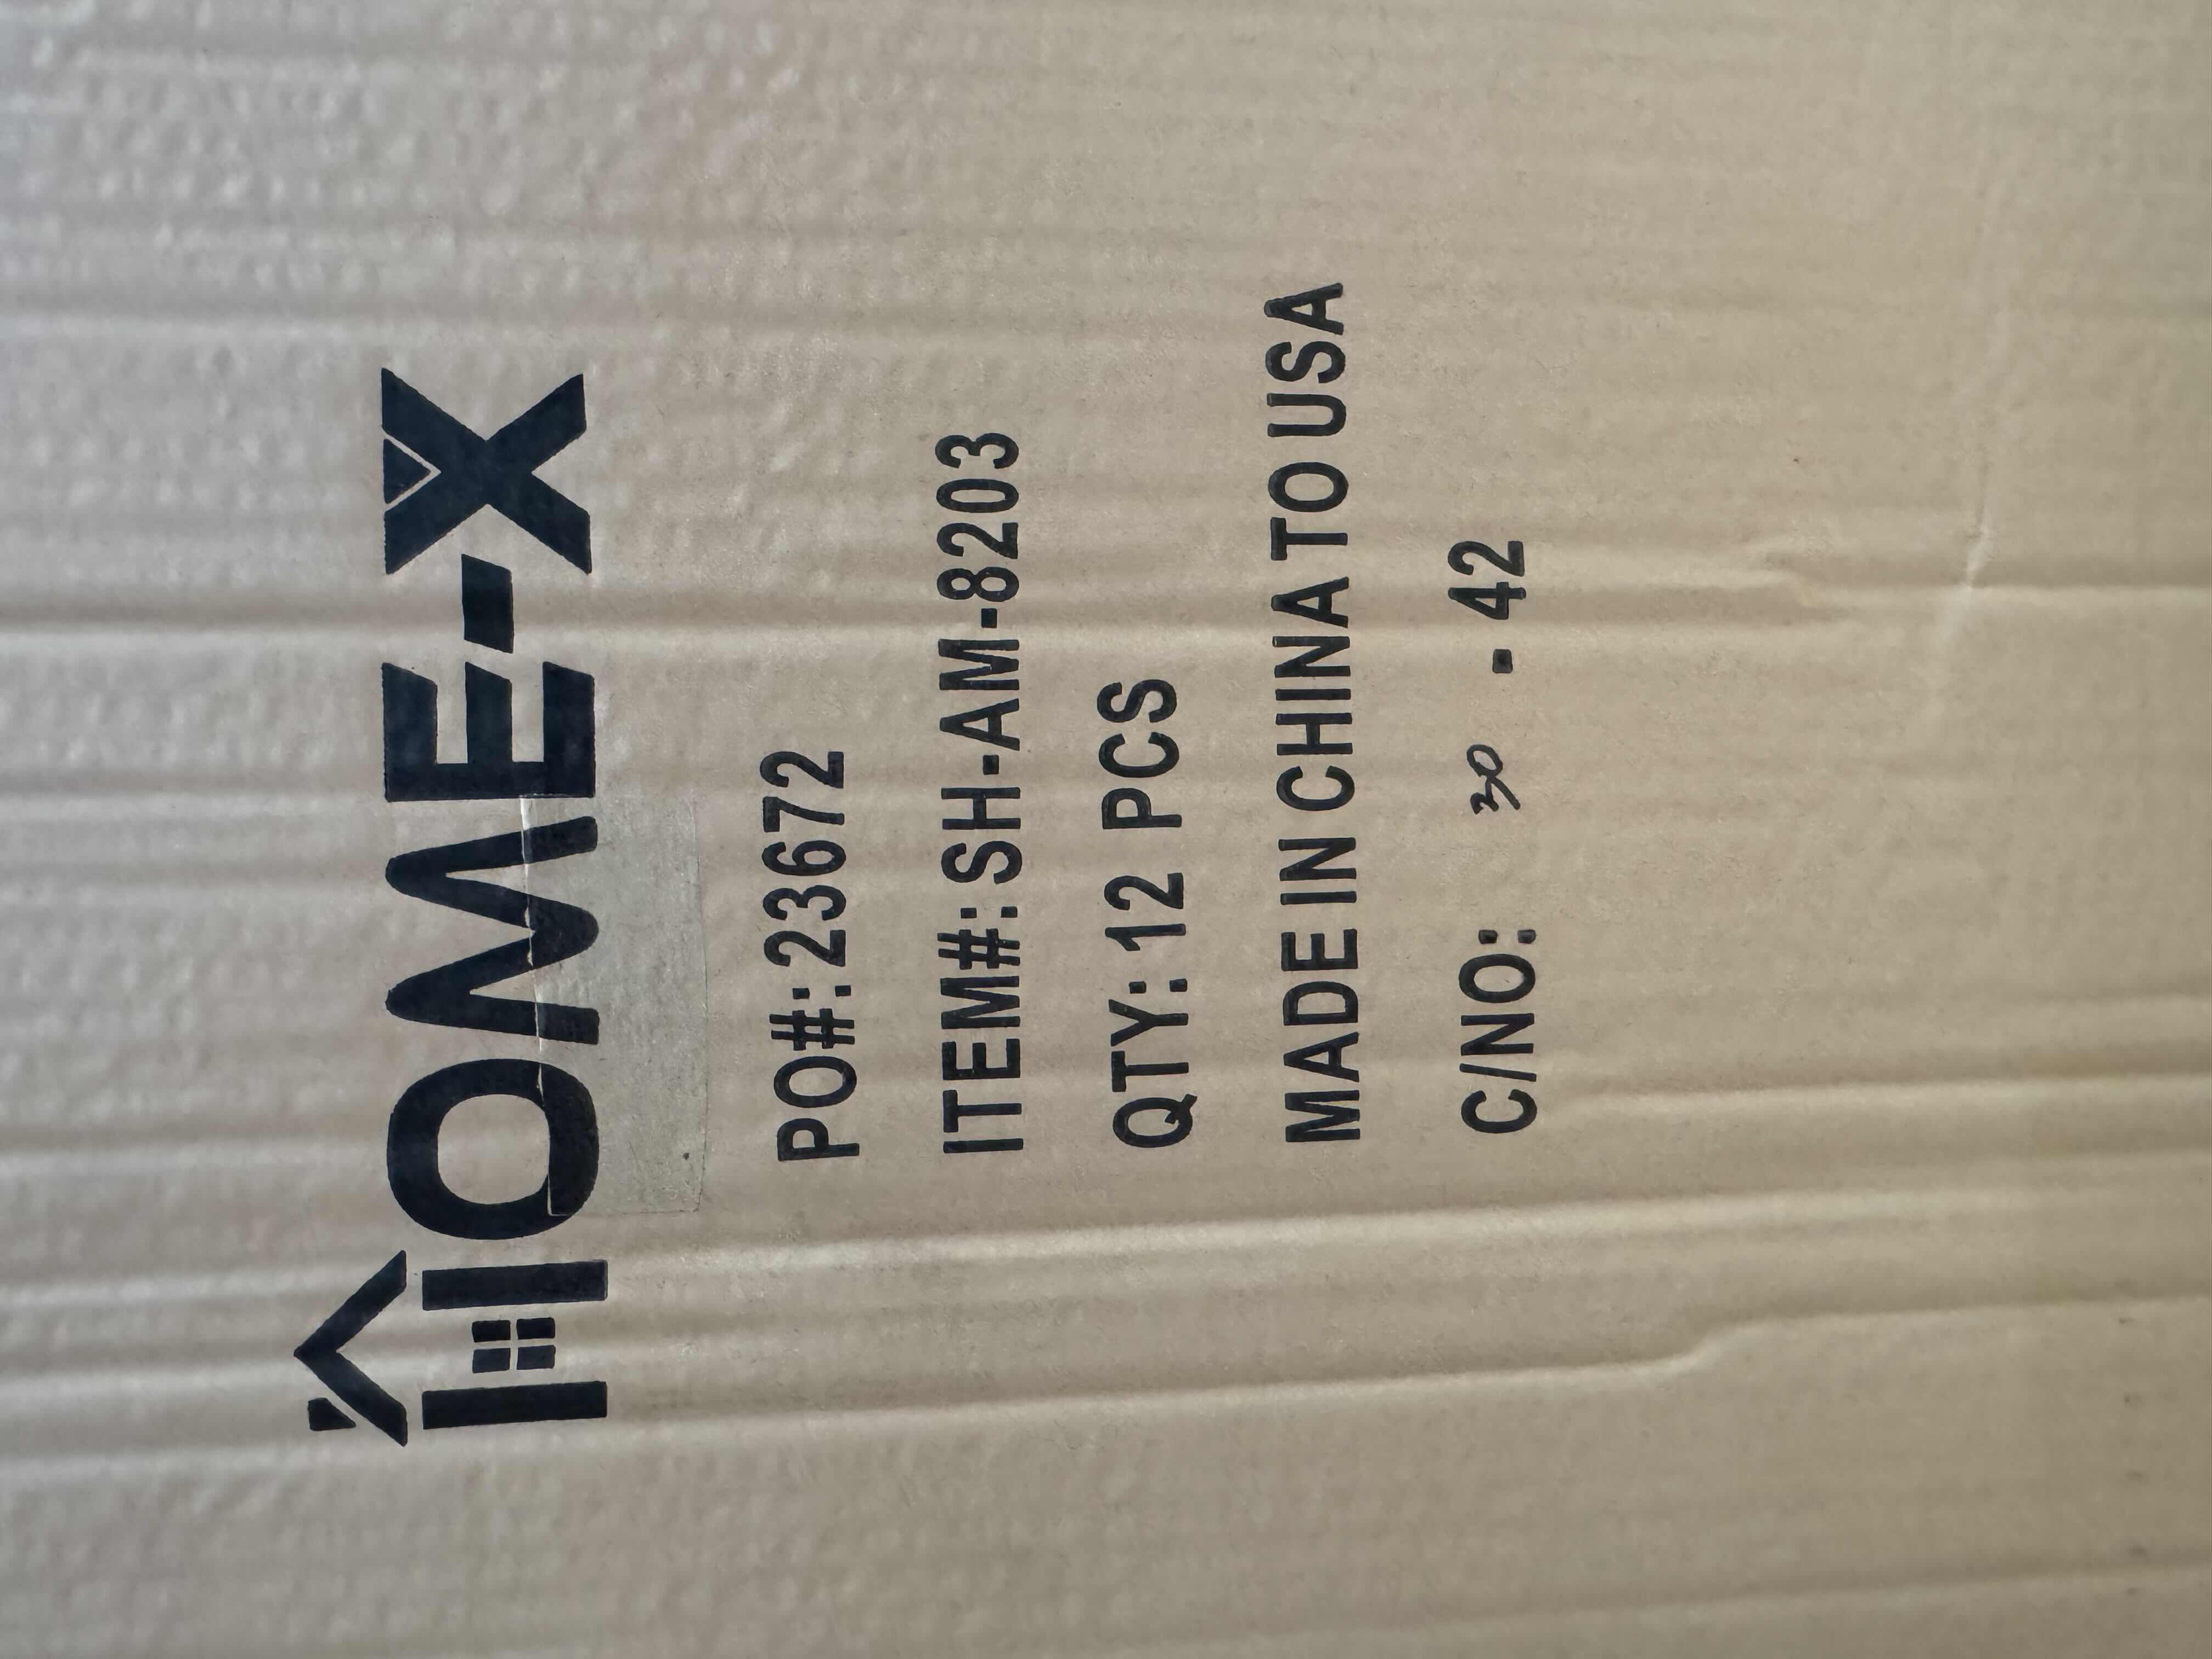 HOME-X
PO#: 23672
ITEM#: SH-AM-8203
QTY: 12 PCS
MADE IN CHINA TO USA
C/NO: 30 - 42